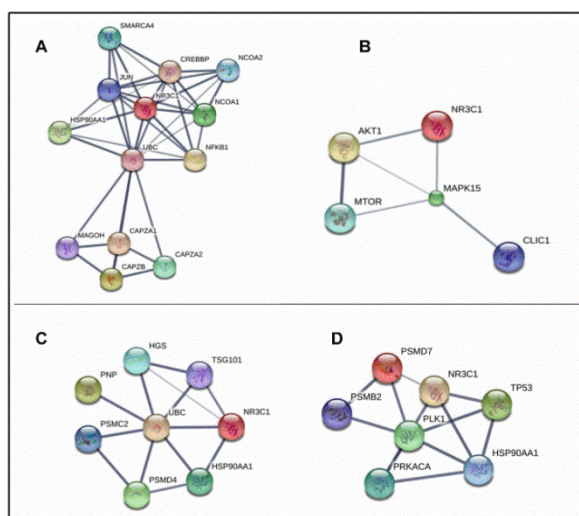 A
SMARCA4
CREBBP
NCOA2
JUN
NR3C1
NCOA1
HSP90AA1
UBC
NFKB1
MAGOH
CAPZA1
CAPZA2
CAPZB
B
NR3C1
AKT1
MAPK15
MTOR
CLIC1
C
HGS
TSG101
PNP
UBC
NR3C1
PSMC2
HSP90AA1
PSMD4
D
PSMD7
NR3C1
TP53
PSMB2
PLK1
HSP90AA1
PRKACA